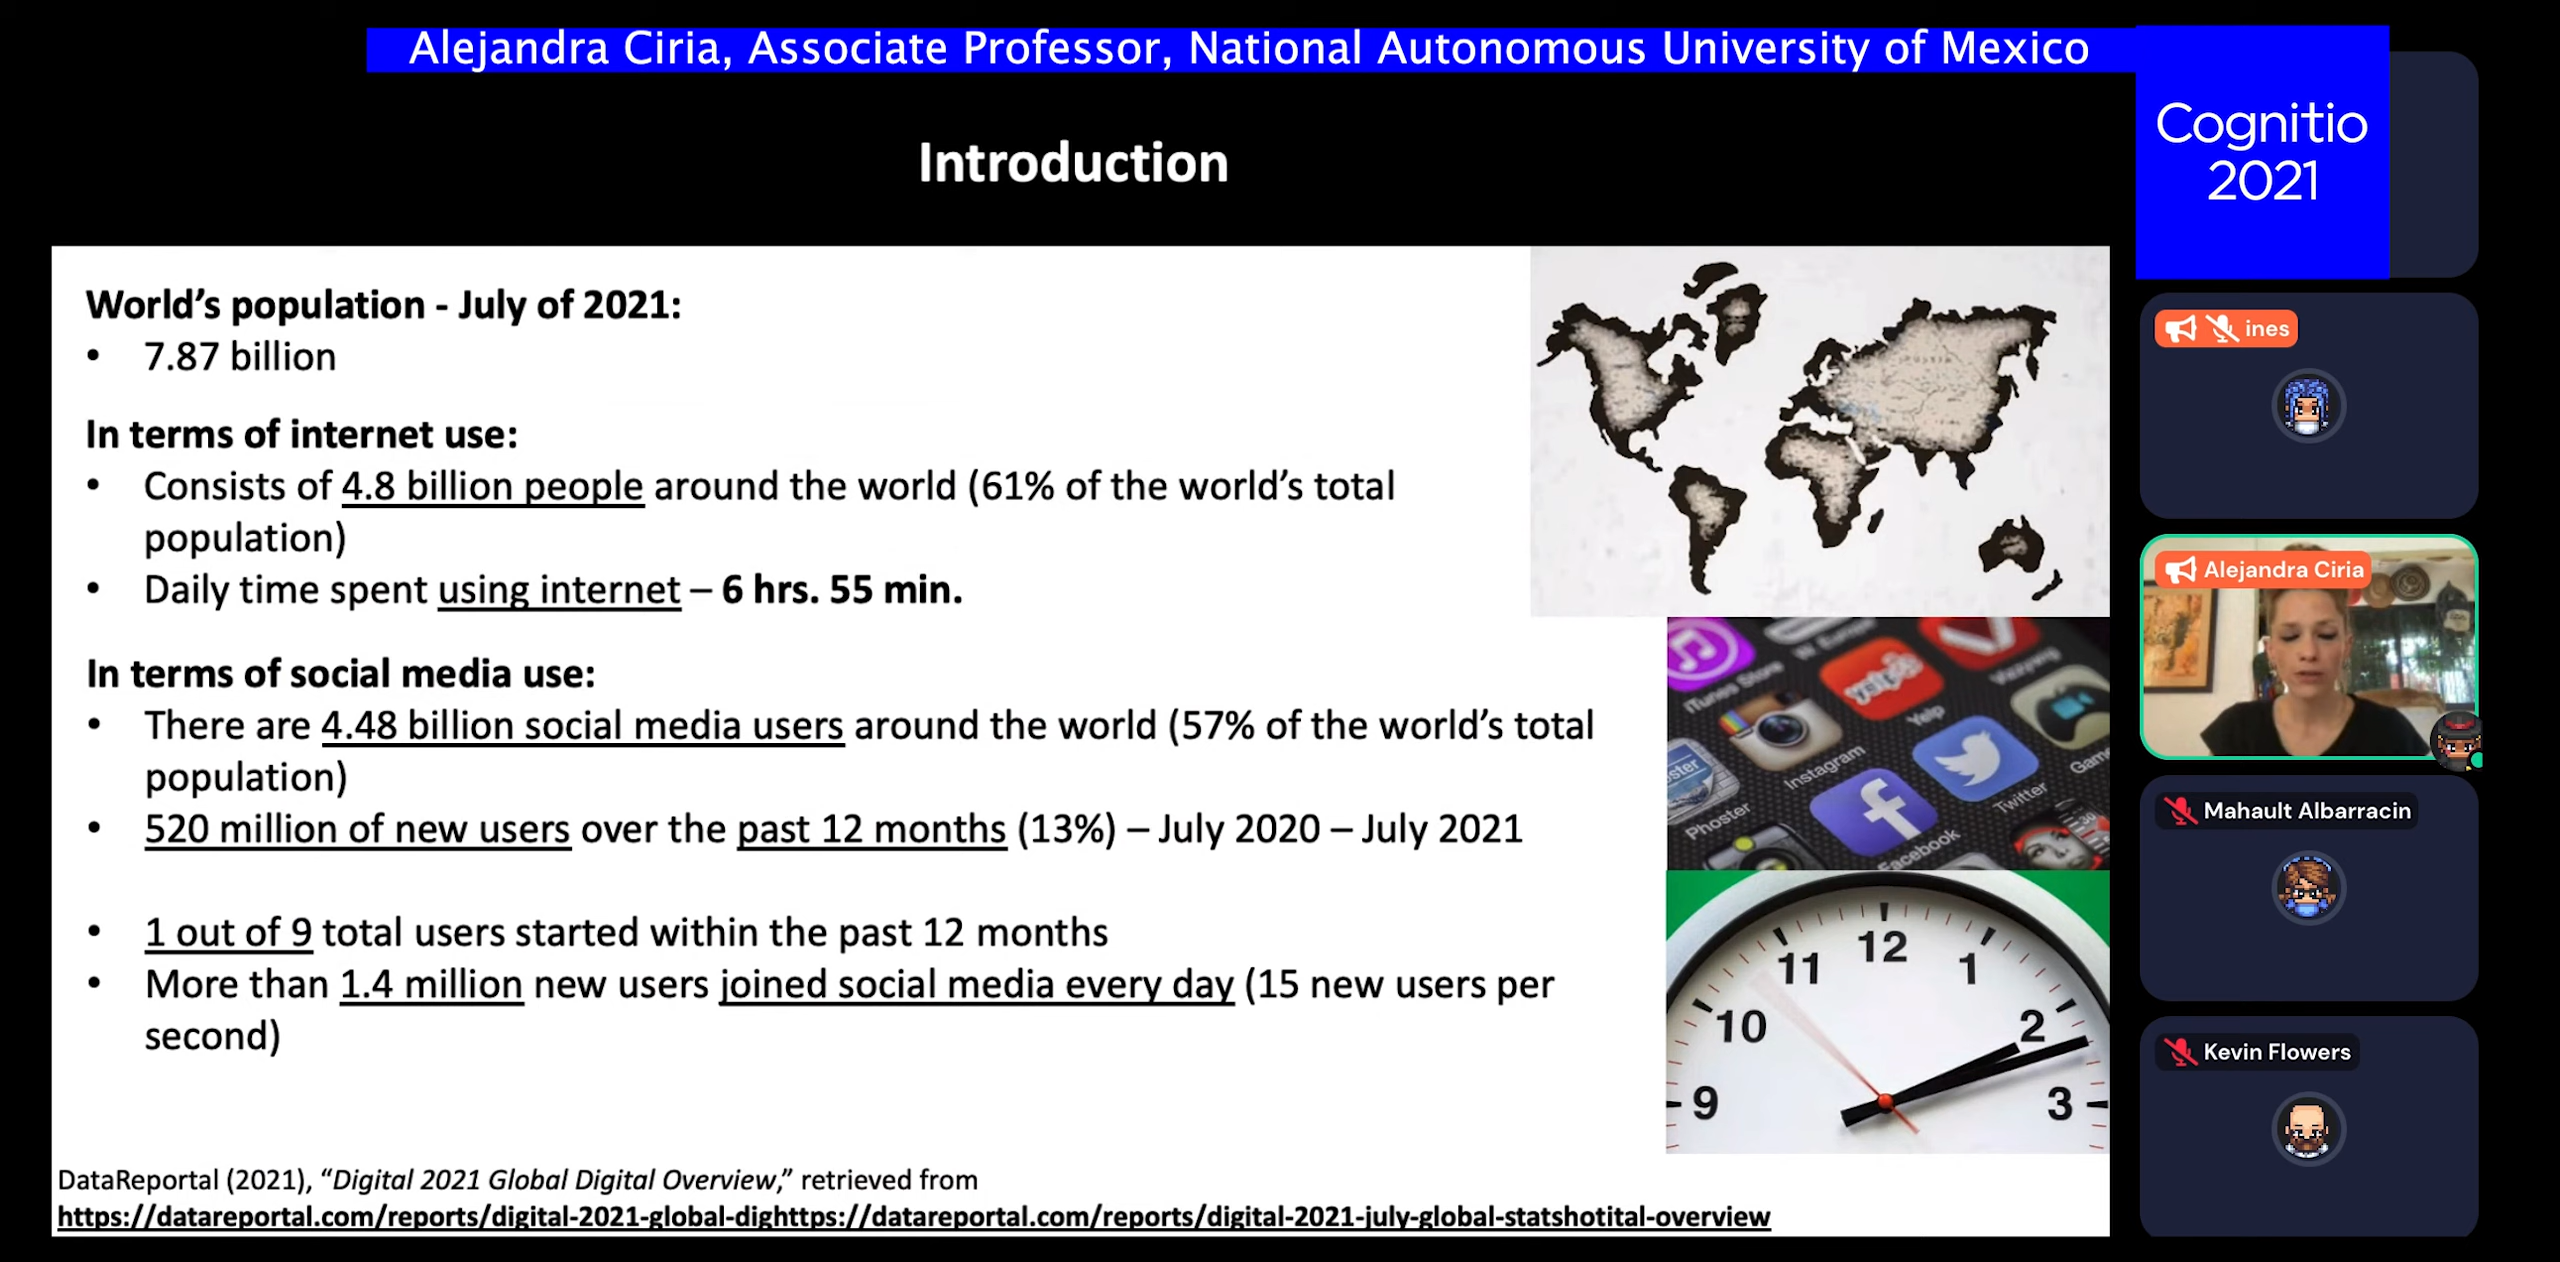 Alejandra Ciria, Associate Professor, National Autonomous University of Mexico
Cognitio
2021
Introduction
World's population - July of 2021:
• 7.87 billion
In terms of internet use:
• Consists of 4.8 billion people around the world (61% of the world's total
population)
• Daily time spent using internet – 6 hrs. 55 min.
In terms of social media use:
• There are 4.48 billion social media users around the world (57% of the world's total
population)
• 520 million of new users over the past 12 months (13%) – July 2020 – July 2021
• 1 out of 9 total users started within the past 12 months
• More than 1.4 million new users joined social media every day (15 new users per
second)
DataReportal (2021), “Digital 2021 Global Digital Overview,” retrieved from
https://datareportal.com/reports/digital-2021-global-dighttps://datareportal.com/reports/digital-2021-july-global-statshotital-overview
iTunes Store
yelp
Yelp
Instagram
Phoster
Facebook
Twitter
11
12
1
10
2
9
3
ines
Alejandra Ciria
Mahault Albarracin
Kevin Flowers